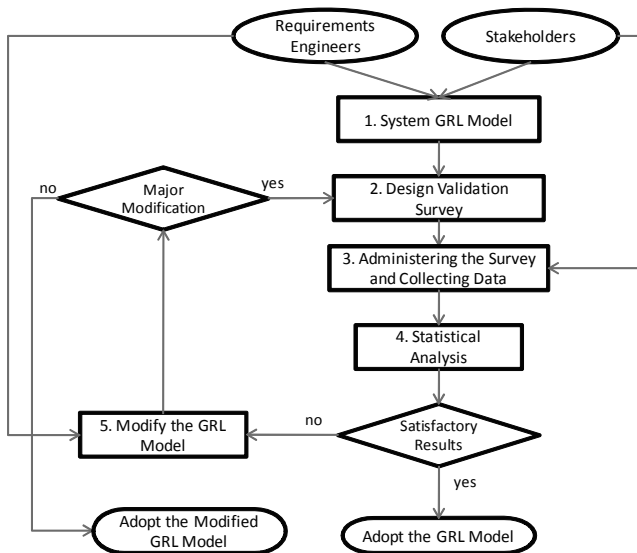 Requirements
Engineers
Stakeholders
1. System GRL Model
no
Major
Modification
yes
2. Design Validation
Survey
3. Administering the Survey
and Collecting Data
4. Statistical
Analysis
5. Modify the GRL
Model
no
Satisfactory
Results
yes
Adopt the Modified
GRL Model
Adopt the GRL Model